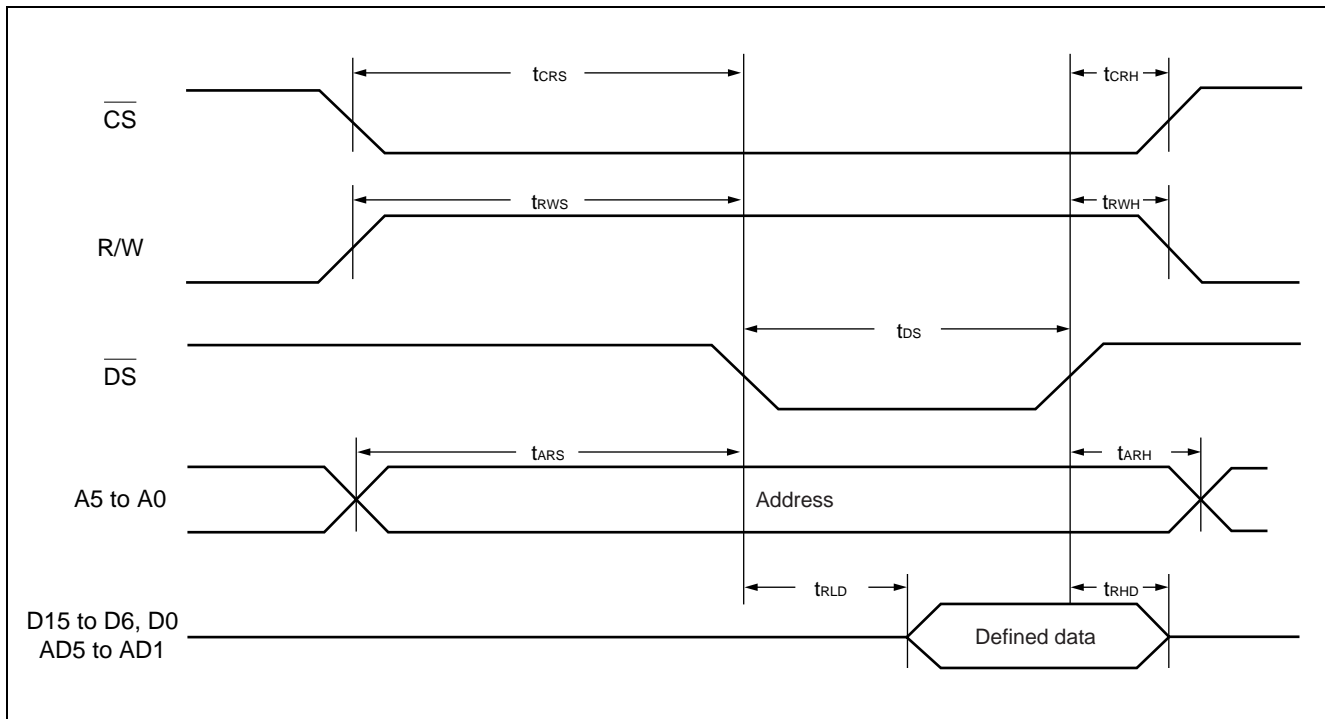 tCRS
tCRH
CS
tRWS
tRWH
R/W
tDS
DS
tARS
tARH
A5 to A0
Address
tRLD
tRHD
D15 to D6, D0
AD5 to AD1
Defined data